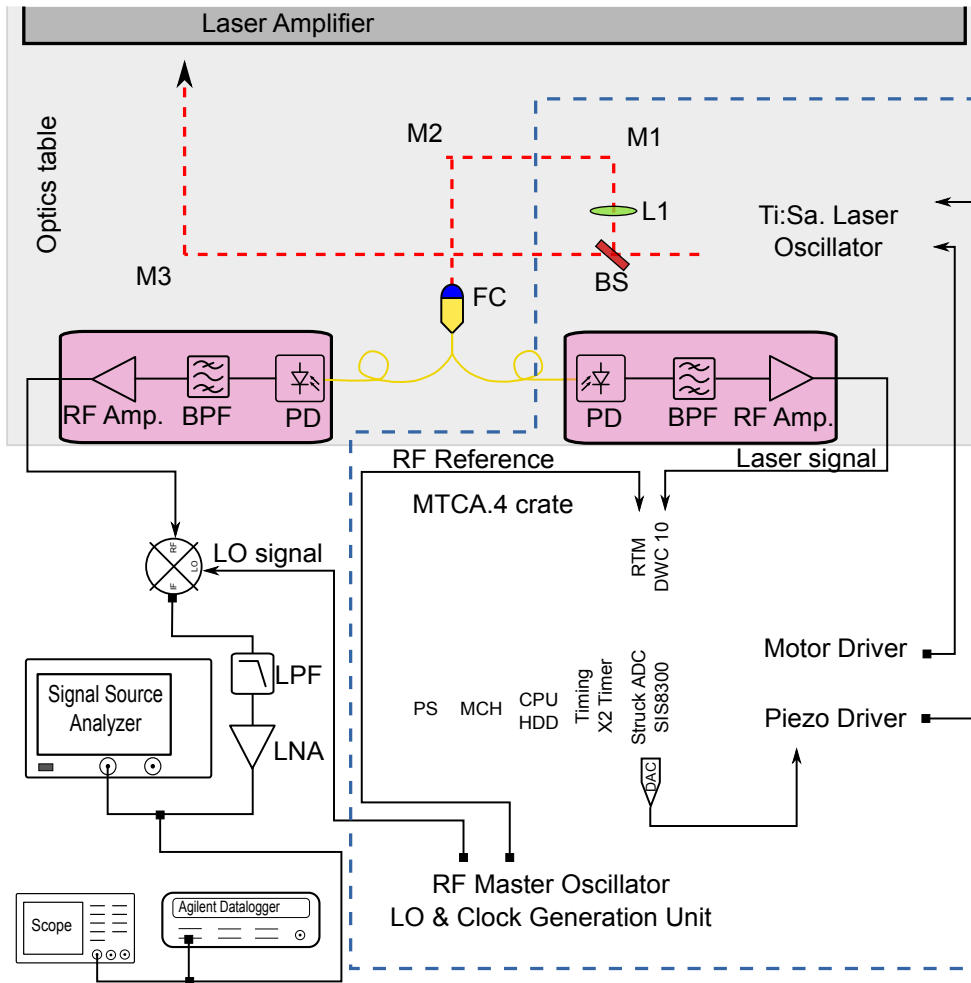 Laser Amplifier
Optics table
M2
M1
L1
Ti:Sa. Laser
Oscillator
M3
BS
FC
RF Amp.
BPF
PD
PD
BPF
RF Amp.
RF Reference
Laser signal
MTCA.4 crate
RTM
DWC 10
RF
LO
IF
LO signal
LPF
LNA
Signal Source
Analyzer
PS
MCH
CPU
HDD
Timing
X2 Timer
Struck ADC
SIS8300
DAC
Motor Driver
Piezo Driver
RF Master Oscillator
LO & Clock Generation Unit
Scope
Agilent Datalogger